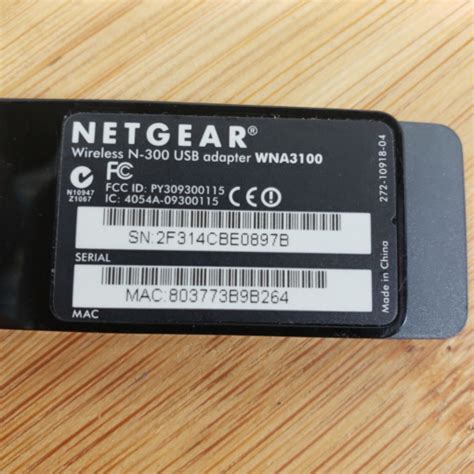 NETGEAR®
Wireless N-300 USB adapter WNA3100
N10947
Z1067
FC
FCC ID: PY309300115
IC: 4054A-09300115
CE
SN:2F314CBE0897B
SERIAL
MAC:803773B9B264
MAC
272-10918-04
Made in China